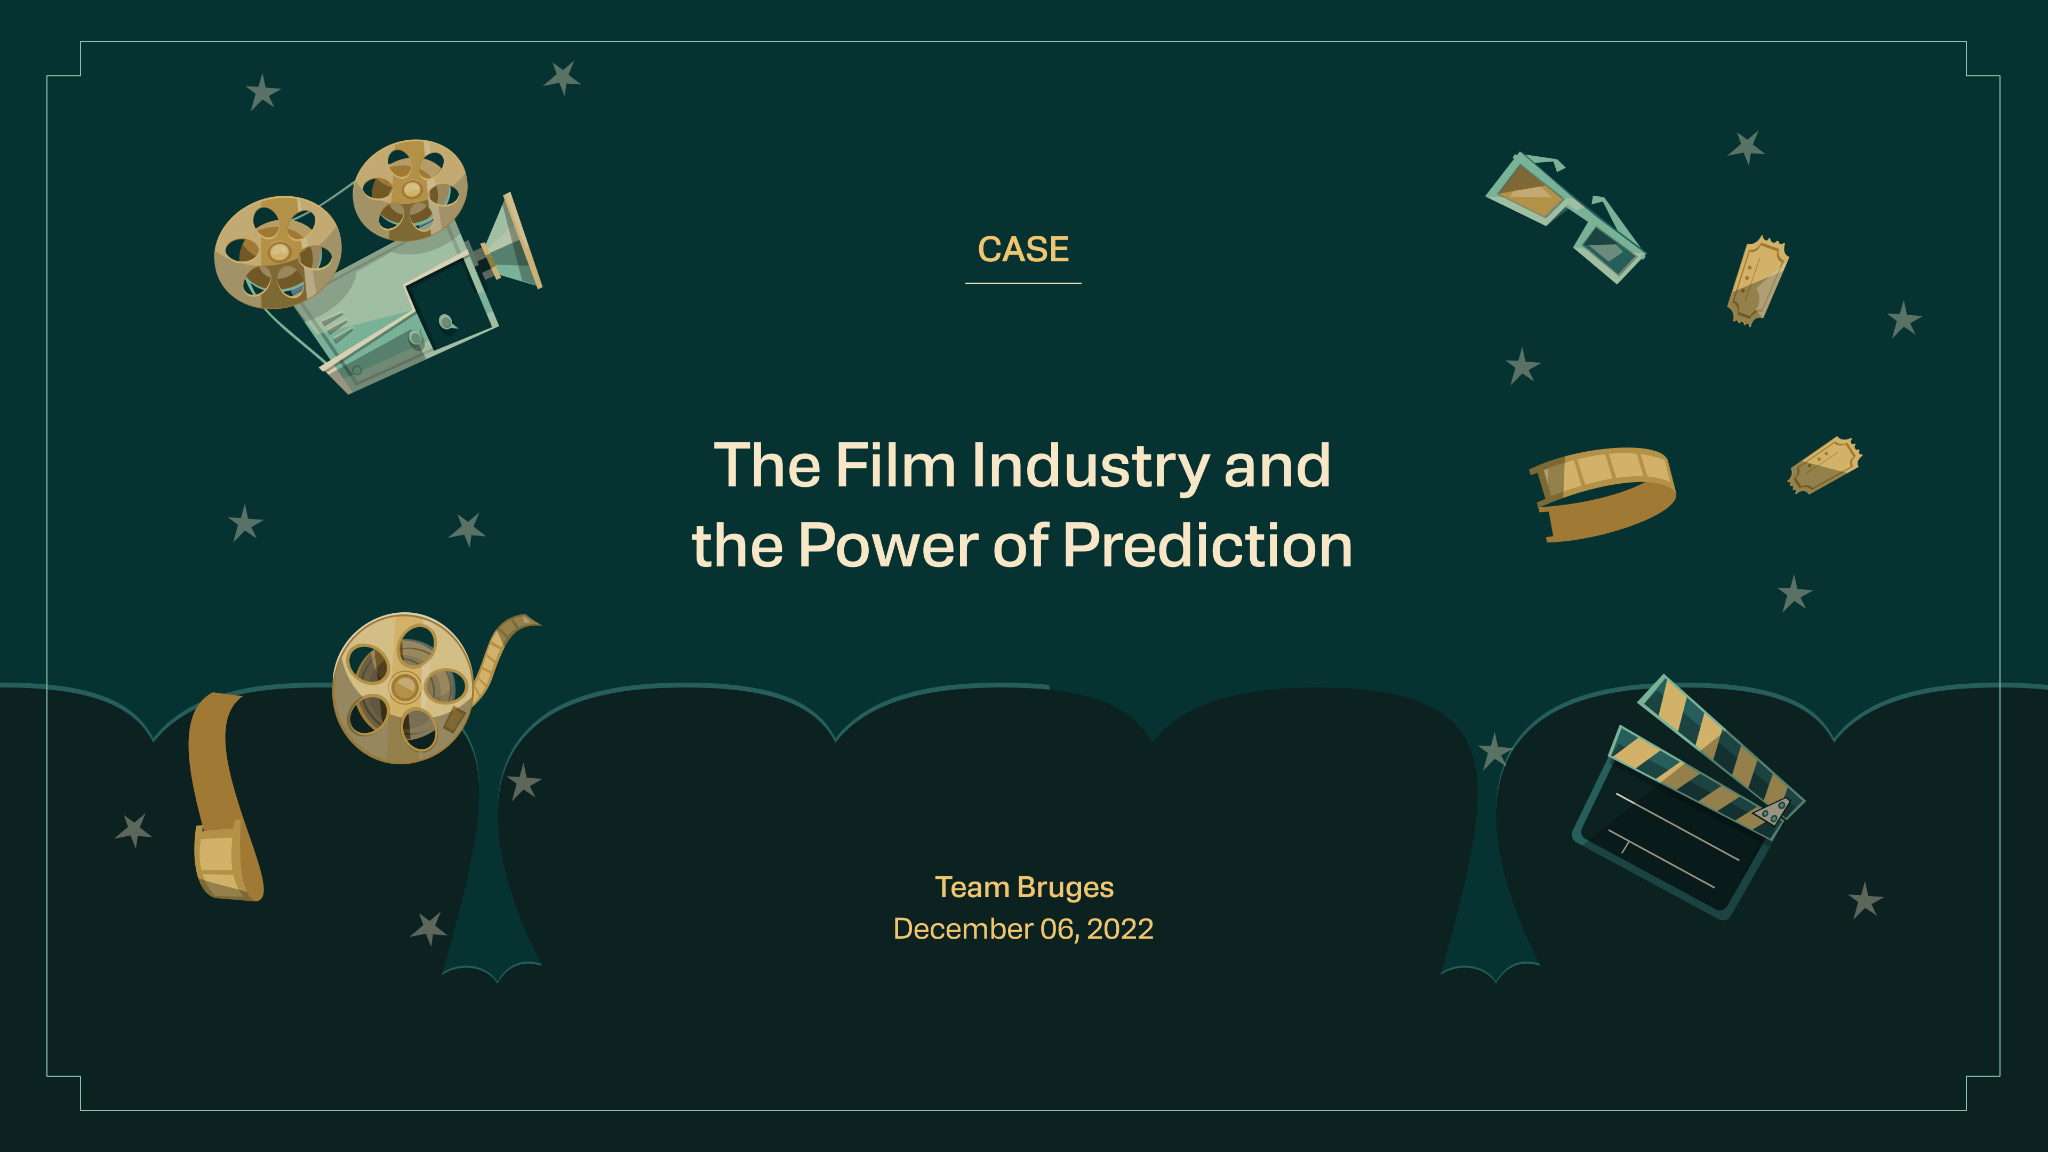 CASE
The Film Industry and
the Power of Prediction
Team Bruges
December 06, 2022